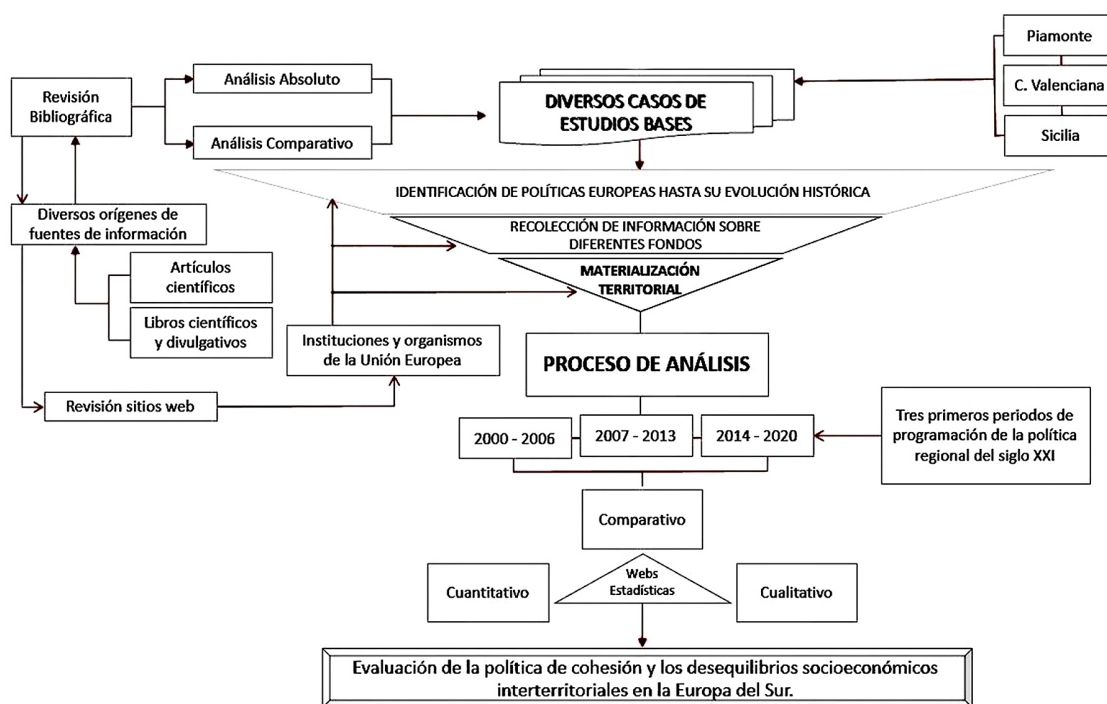 Revisión
Bibliográfica
Análisis Absoluto
Análisis Comparativo
DIVERSOS CASOS DE
ESTUDIOS BASES
Piamonte
C. Valenciana
Sicilia
IDENTIFICACIÓN DE POLÍTICAS EUROPEAS HASTA SU EVOLUCIÓN HISTÓRICA
RECOLECCIÓN DE INFORMACIÓN SOBRE
DIFERENTES FONDOS
MATERIALIZACIÓN
TERRITORIAL
Diversos orígenes de
fuentes de información
Artículos
científicos
Libros científicos
y divulgativos
Instituciones y organismos
de la Unión Europea
Revisión sitios web
PROCESO DE ANÁLISIS
2000 - 2006
2007 - 2013
2014 - 2020
Tres primeros periodos de
programación de la política
regional del siglo XXI
Comparativo
Cuantitativo
Webs
Estadísticas
Cualitativo
Evaluación de la política de cohesión y los desequilibrios socioeconómicos
interterritoriales en la Europa del Sur.